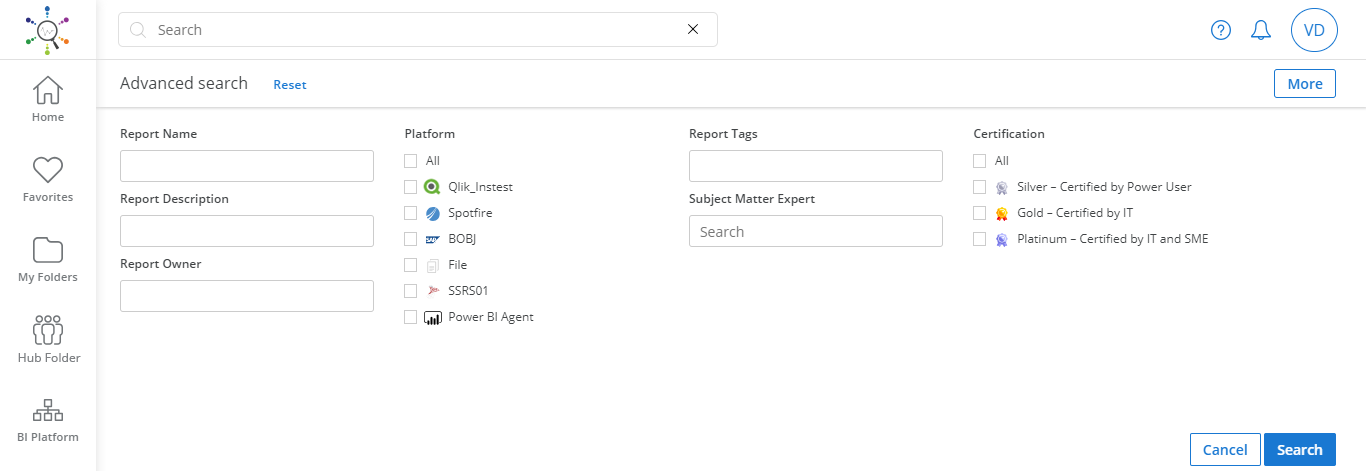 Search
?
VD
Advanced search
Reset
More
Home
Favorites
My Folders
Hub Folder
BI Platform
Report Name
Report Description
Report Owner
Platform
All
Qlik_Instest
Spotfire
SAP BOBJ
File
SSRS01
Power BI Agent
Report Tags
Subject Matter Expert
Search
Certification
All
Silver – Certified by Power User
Gold – Certified by IT
Platinum – Certified by IT and SME
Cancel
Search